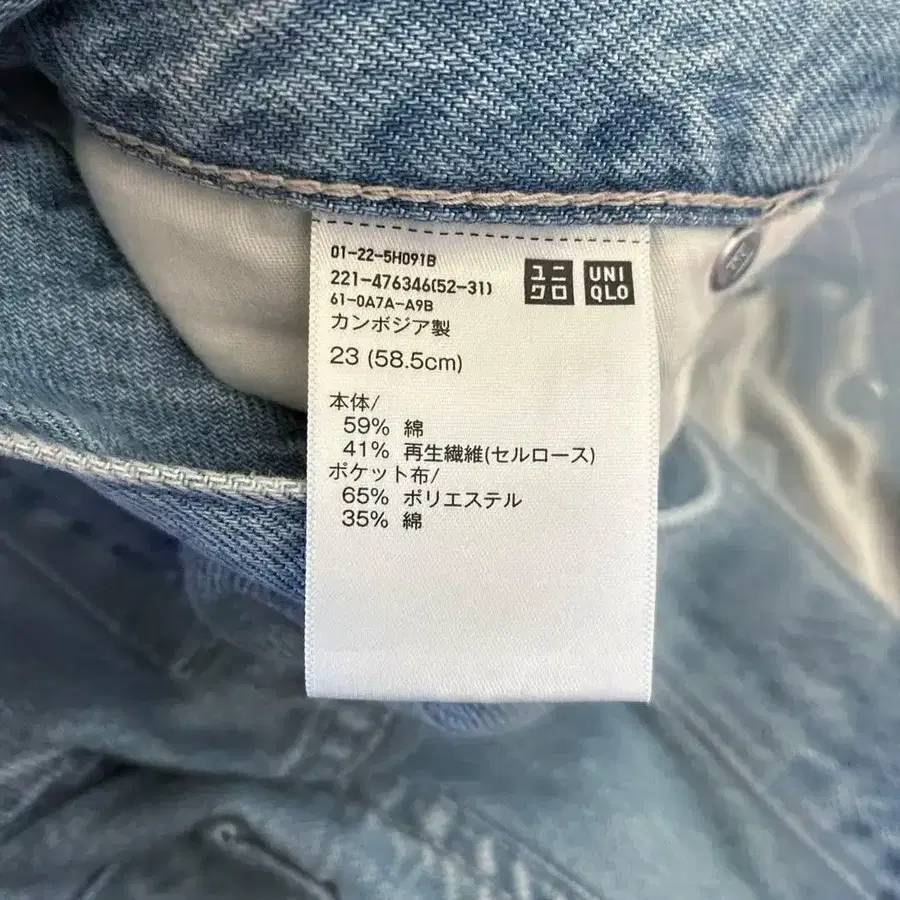 01-22-5H091B
221-476346(52-31)
61-0A7A-A9B
ユニ
クロ
UNI
QLO
カンボジア製
23 (58.5cm)
本体/
59% 綿
41% 再生繊維(セルロース)
ポケット布/
65% ポリエステル
35% 綿